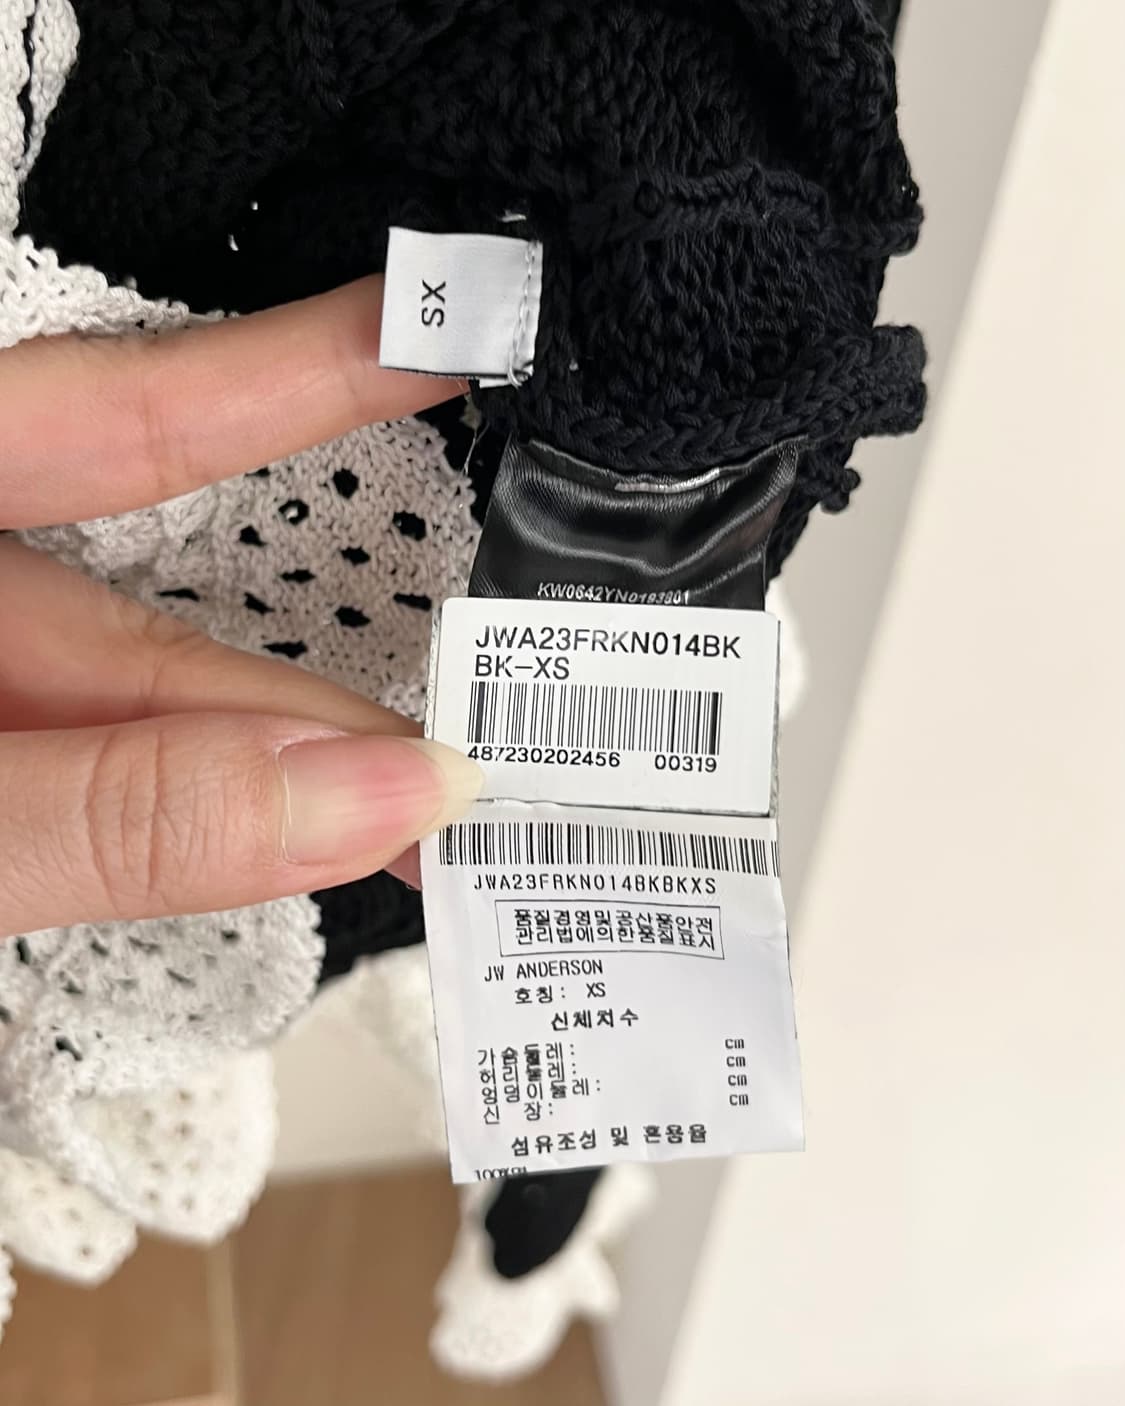 XS
KW0642YN0193801
JWA23FRKN014BK
BK-XS
487230202456 00319
JWA23FRKN014BKBKXS
품질경영및공산품안전
관리법에의한품질표시
JW ANDERSON
호칭: XS
신체치수
가슴둘레: cm
허리둘레: cm
엉덩이둘레: cm
신 장: cm
섬유조성 및 혼용율
100%면